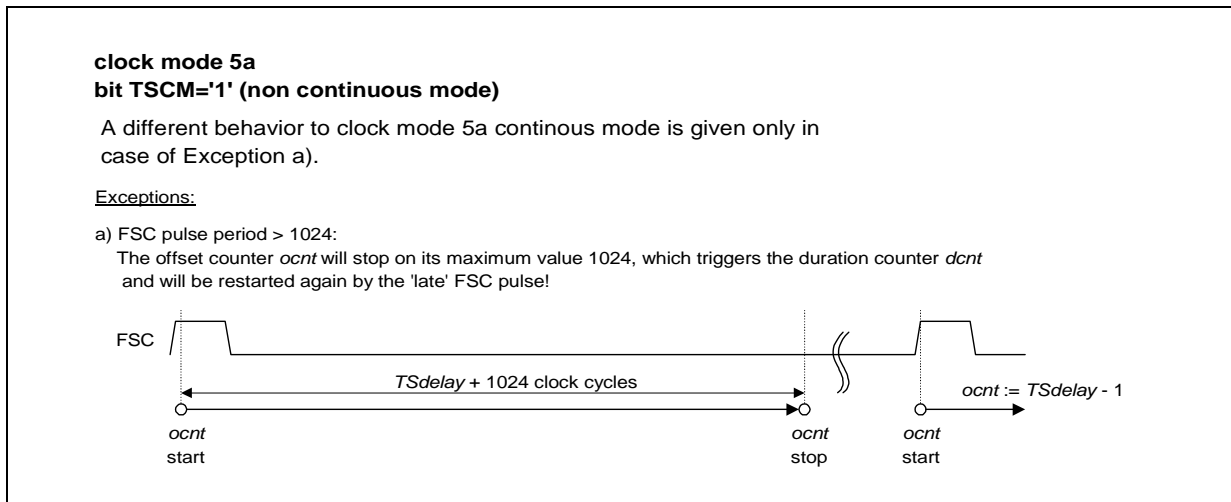 clock mode 5a
bit TSCM='1' (non continuous mode)
A different behavior to clock mode 5a continous mode is given only in
case of Exception a).
Exceptions:
a) FSC pulse period > 1024:
The offset counter ocnt will stop on its maximum value 1024, which triggers the duration counter dcnt
and will be restarted again by the 'late' FSC pulse!
FSC
TSdelay + 1024 clock cycles
ocnt := TSdelay - 1
ocnt
start
ocnt
stop
ocnt
start